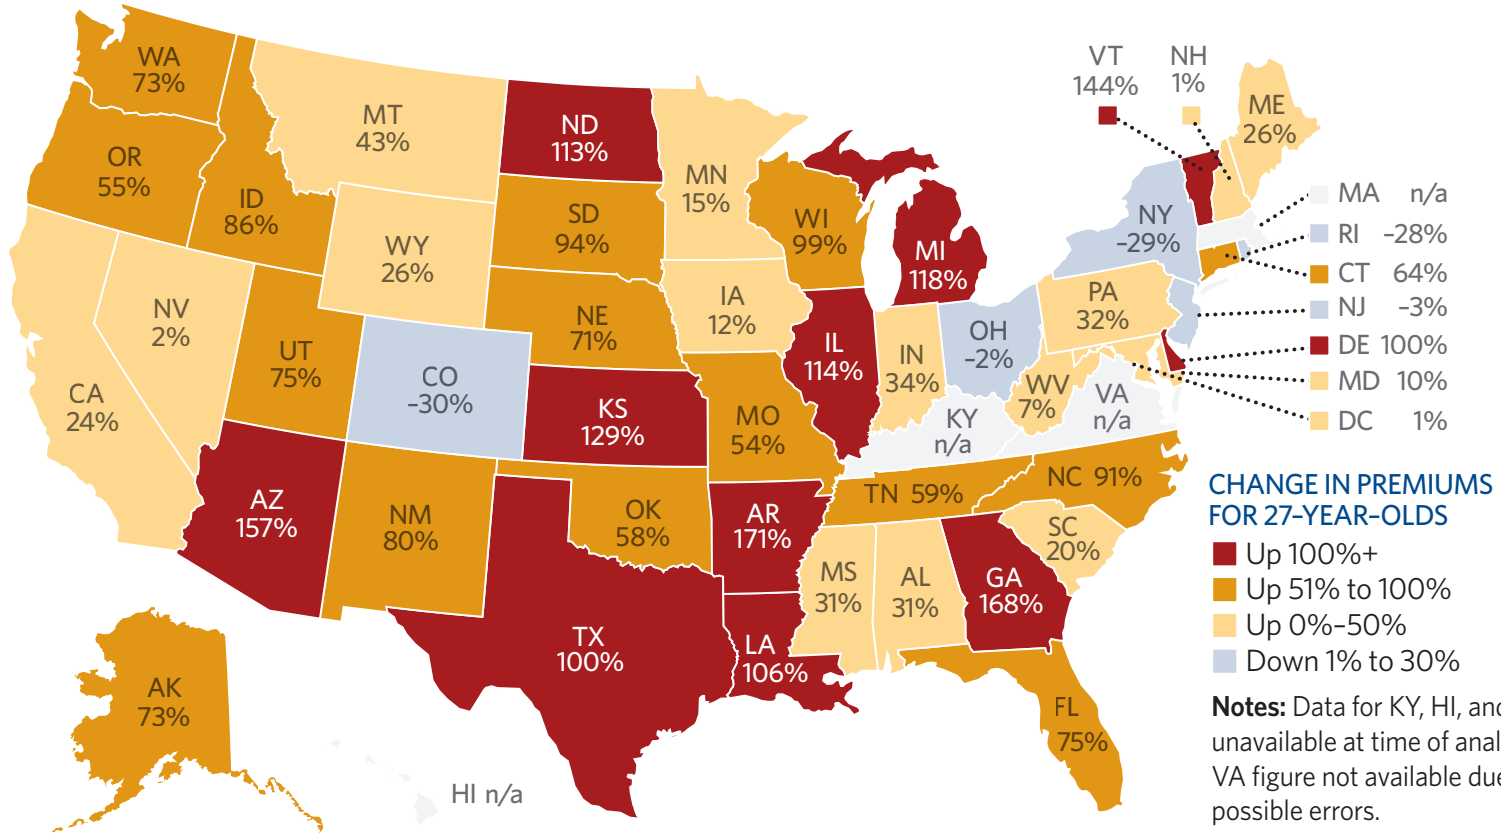 WA
73%
OR
55%
ID
86%
MT
43%
WY
26%
NV
2%
CA
24%
UT
75%
CO
-30%
AZ
157%
NM
80%
ND
113%
SD
94%
NE
71%
KS
129%
OK
58%
TX
100%
MN
15%
IA
12%
MO
54%
AR
171%
LA
106%
WI
99%
IL
114%
MI
118%
IN
34%
OH
-2%
KY
n/a
TN 59%
MS
31%
AL
31%
GA
168%
FL
75%
SC
20%
NC 91%
VA
n/a
WV
7%
PA
32%
NY
-29%
VT
144%
NH
1%
ME
26%
MA n/a
RI -28%
CT 64%
NJ -3%
DE 100%
MD 10%
DC 1%
AK
73%
HI n/a
CHANGE IN PREMIUMS
FOR 27-YEAR-OLDS
Up 100%+
Up 51% to 100%
Up 0%–50%
Down 1% to 30%
Notes: Data for KY, HI, and
unavailable at time of anal
VA figure not available due
possible errors.